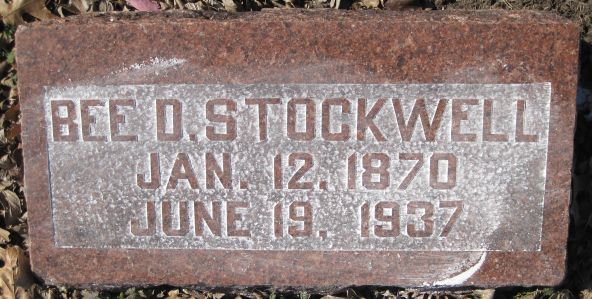 BEE D. STOCKWELL
JAN. 12. 1870
JUNE 19, 1937